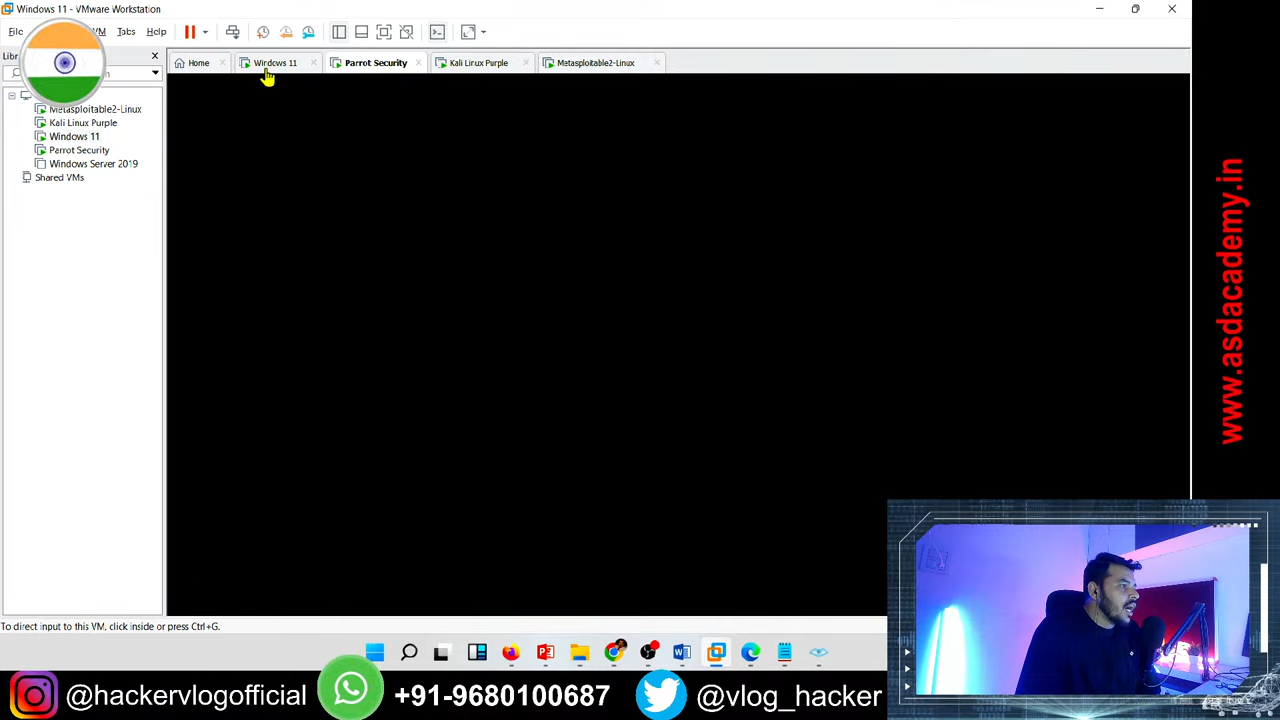 Windows 11 - VMware Workstation
File VM Tabs Help
Home Windows 11 Parrot Security Kali Linux Purple Metasploitable2-Linux
Metasploitable2-Linux
Kali Linux Purple
Windows 11
Parrot Security
Windows Server 2019
Shared VMs
To direct input to this VM, click inside or press Ctrl+G.
www.asdacademy.in
@hackervlogofficial +91-9680100687 @vlog_hacker